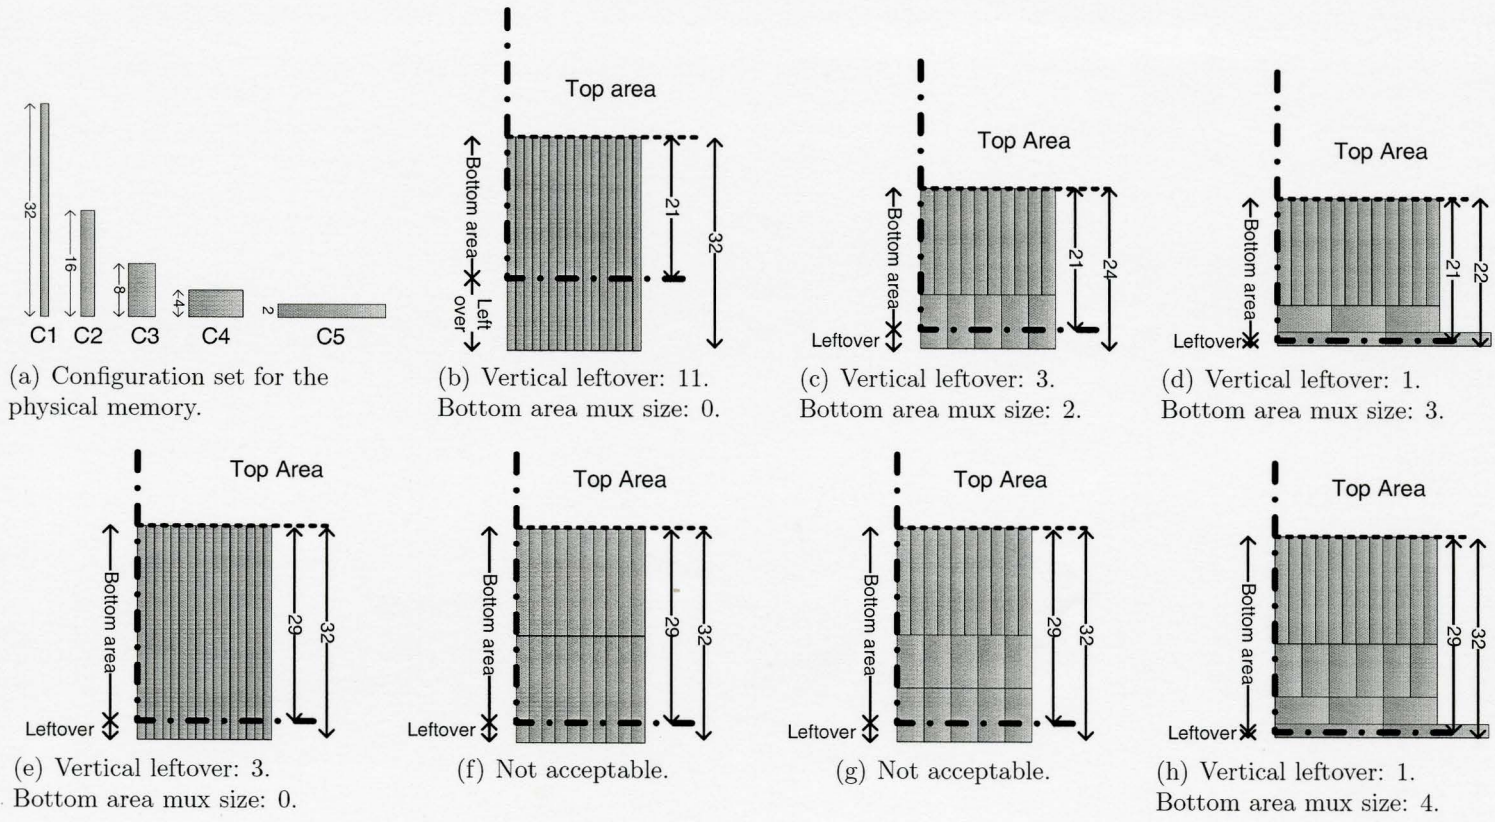 Top area
Bottom area
Left over
21
32
Top Area
Bottom area
Leftover
21
24
Top Area
Bottom area
Leftover
21
22
32
16
8
4
2
C1 C2 C3 C4 C5
(a) Configuration set for the
physical memory.
(b) Vertical leftover: 11.
Bottom area mux size: 0.
(c) Vertical leftover: 3.
Bottom area mux size: 2.
(d) Vertical leftover: 1.
Bottom area mux size: 3.
Top Area
Bottom area
Leftover
29
32
Top Area
Bottom area
Leftover
29
32
Top Area
Bottom area
Leftover
29
32
Top Area
Bottom area
Leftover
29
32
(e) Vertical leftover: 3.
Bottom area mux size: 0.
(f) Not acceptable.
(g) Not acceptable.
(h) Vertical leftover: 1.
Bottom area mux size: 4.